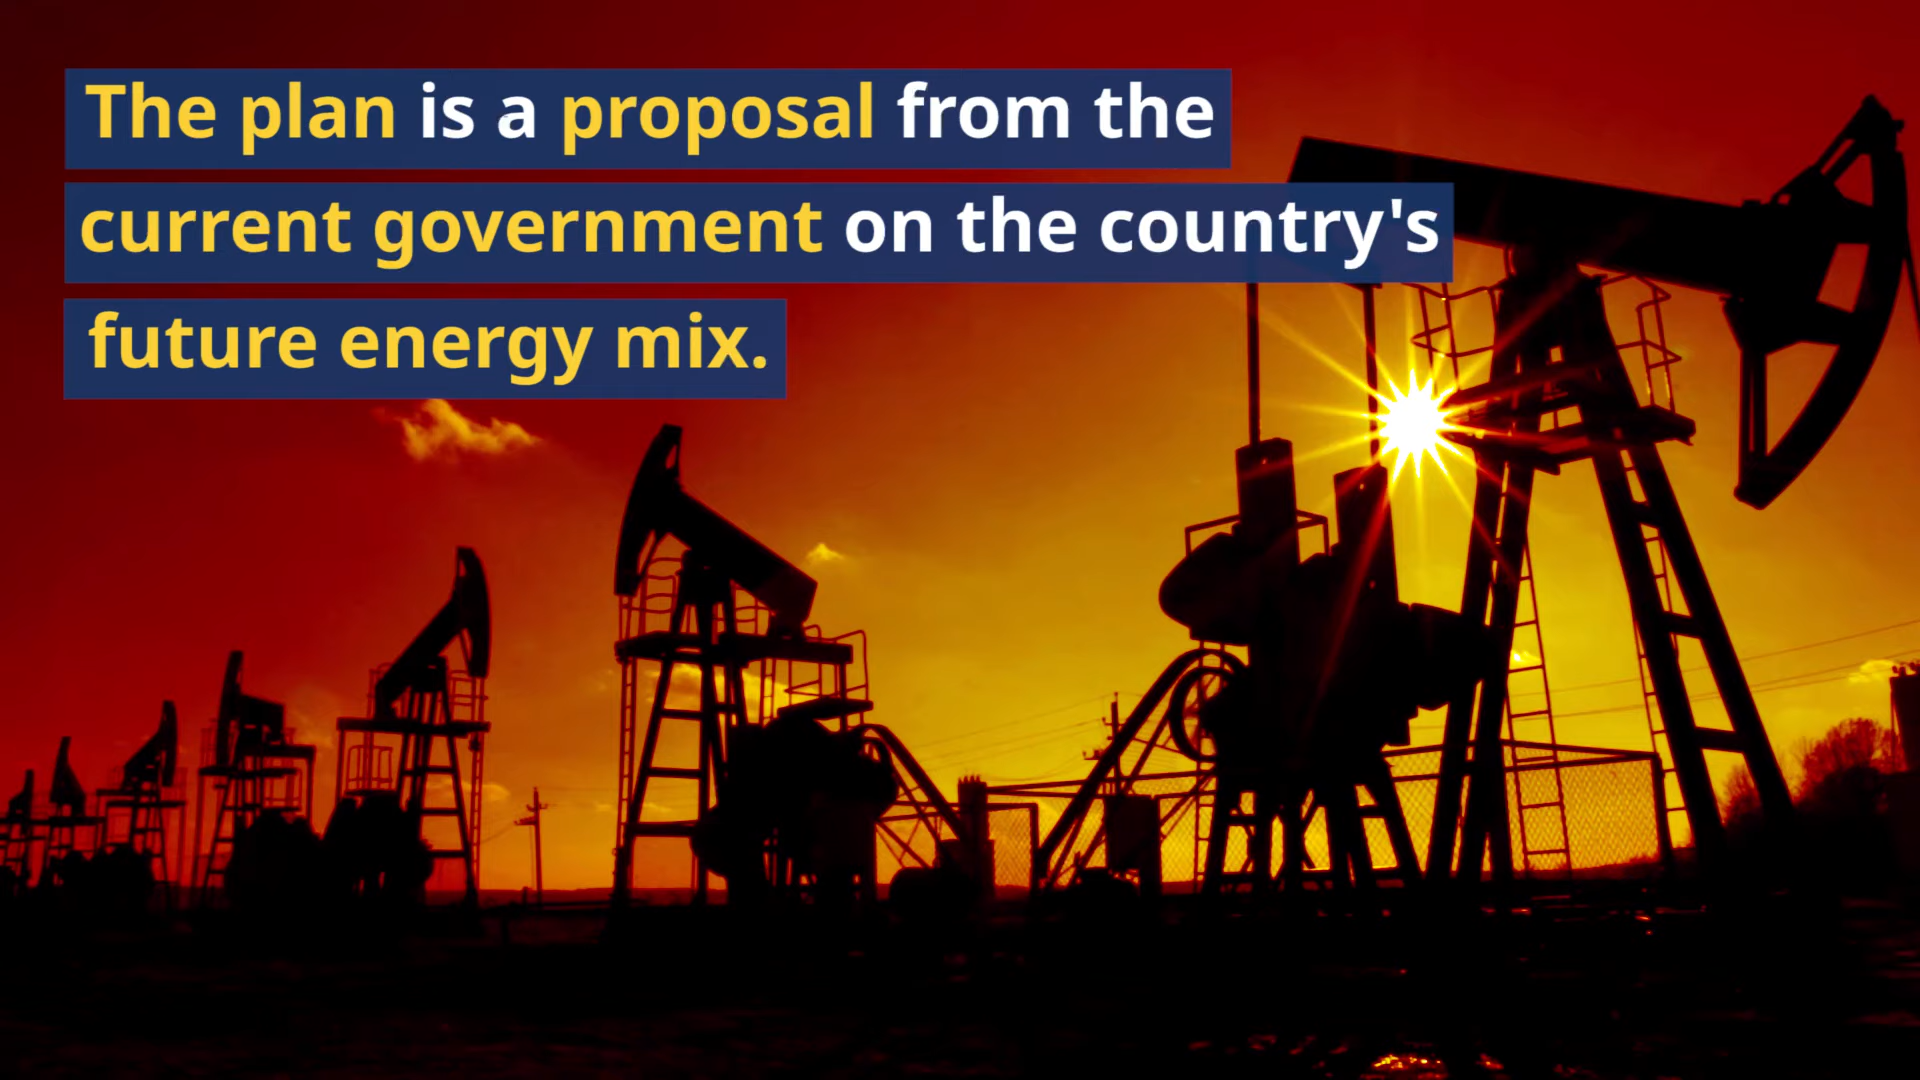 The plan is a proposal from the
current government on the country's
future energy mix.